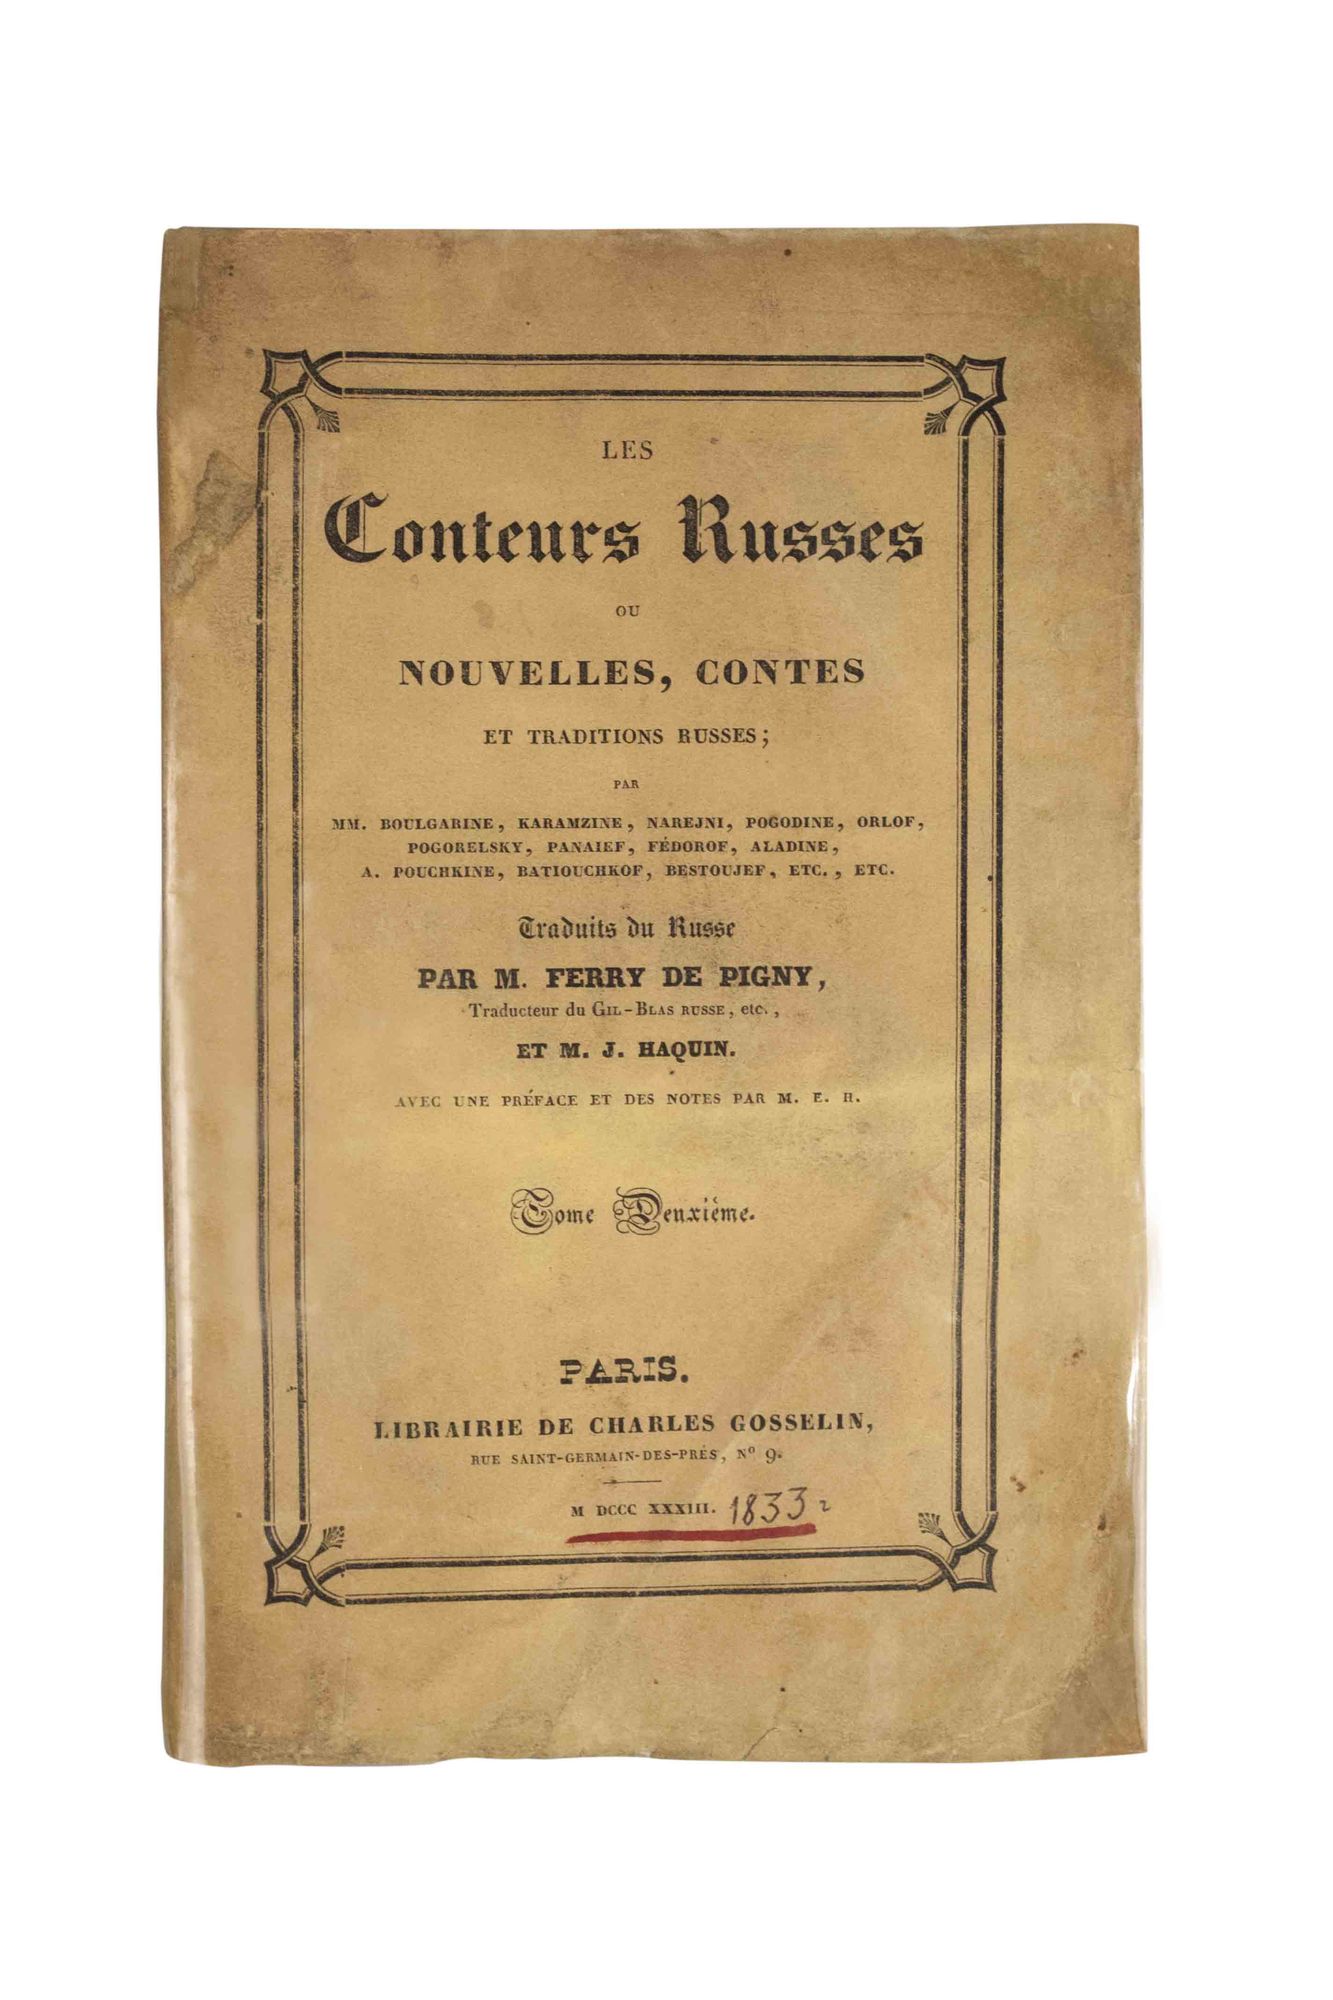 LES
Conteurs Russes
OU
NOUVELLES, CONTES
ET TRADITIONS RUSSES;
PAR
MM. BOULGARINE, KARAMZINE, NAREJNI, POGODINE, ORLOF,
POGORELSKY, PANAIEF, FÉDOROF, ALADINE,
A. POUCHKINE, BATIOUCHKOF, BESTOUJEF, ETC., ETC.
Traduits du Russe
PAR M. FERRY DE PIGNY,
Traducteur du GIL-BLAS RUSSE, etc.,
ET M. J. HAQUIN.
AVEC UNE PRÉFACE ET DES NOTES PAR M. E. H.
Tome Deuxième.
PARIS.
LIBRAIRIE DE CHARLES GOSSELIN,
RUE SAINT-GERMAIN-DES-PRÉS, Nº 9.
M DCCC XXXIII. 1833 г